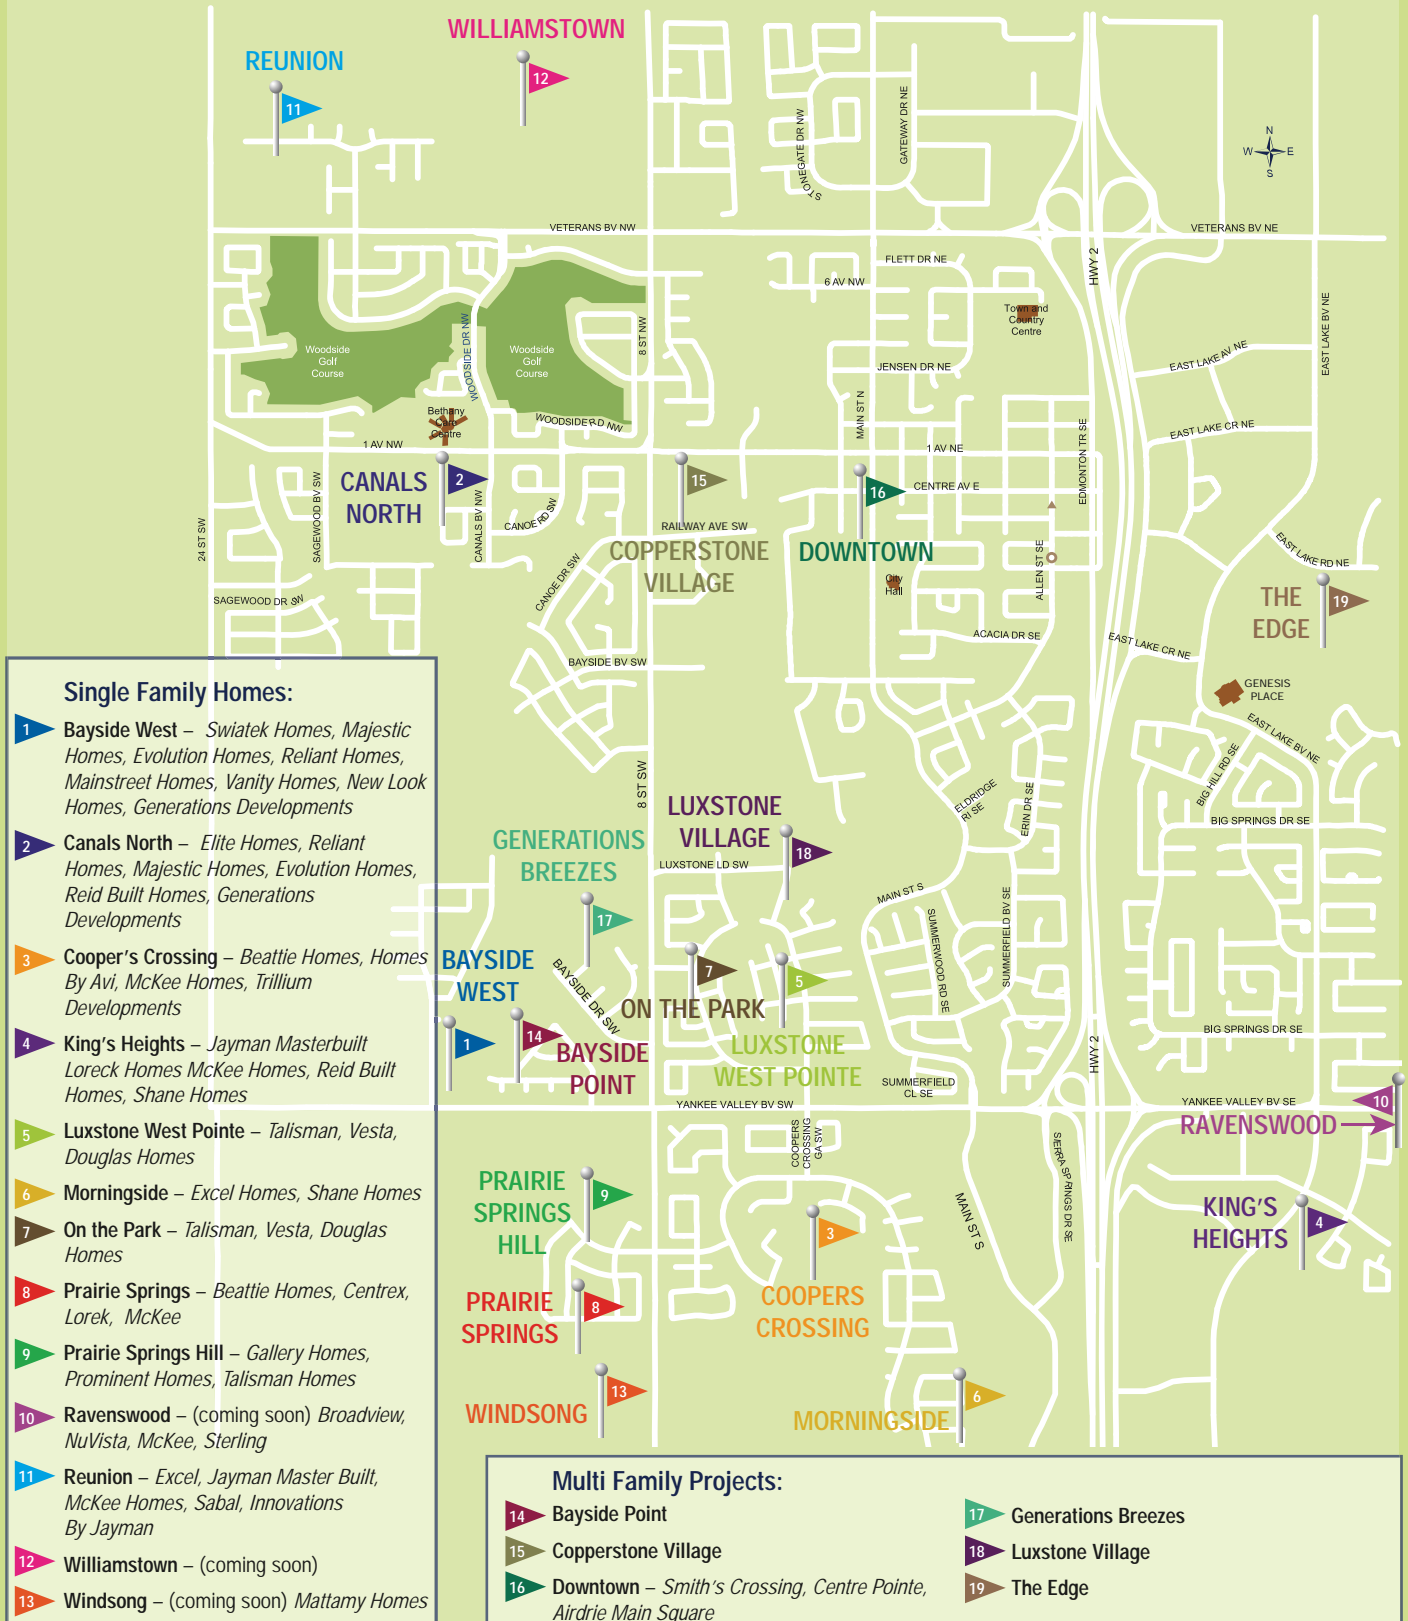 WILLIAMSTOWN
12
REUNION
11
STONEGATE DR NW
GATEWAY DR NE
N
W E
S
VETERANS BV NW
VETERANS BV NE
HWY 2
FLETT DR NE
6 AV NW
Town and
Country
Centre
EAST LAKE BV NE
8 ST NW
WOODSIDE DR NW
Woodside
Golf
Course
Woodside
Golf
Course
EAST LAKE AV NE
JENSEN DR NE
MAIN ST N
Bethany
Care
Centre
WOODSIDE RD NW
EAST LAKE CR NE
1 AV NW
1 AV NE
EDMONTON TR SE
CANALS
NORTH
2
15
16
CENTRE AV E
24 ST SW
SAGEWOOD BV SW
CANALS BV NW
CANOE RD SW
RAILWAY AVE SW
COPPERSTONE
VILLAGE
DOWNTOWN
EAST LAKE RD NE
CANOE DR SW
City
Hall
ALLEN ST SE
THE
EDGE
19
SAGEWOOD DR SW
ACACIA DR SE
EAST LAKE CR NE
BAYSIDE BV SW
GENESIS
PLACE
EAST LAKE BV NE
BIG HILL RD SE
8 ST SW
ELDRIDGE
RI SE
ERIN DR SE
LUXSTONE
VILLAGE
18
BIG SPRINGS DR SE
GENERATIONS
BREEZES
17
LUXSTONE LD SW
MAIN ST S
SUMMERWOOD RD SE
SUMMERFIELD BV SE
BAYSIDE
WEST
1
BAYSIDE DR SW
7
ON THE PARK
5
LUXSTONE
WEST POINTE
14
BAYSIDE
POINT
BIG SPRINGS DR SE
HWY 2
SUMMERFIELD
CL SE
YANKEE VALLEY BV SW
YANKEE VALLEY BV SE
10
RAVENSWOOD
COOPERS
CROSSING
GA SW
SIERRA SPRINGS DR SE
PRAIRIE
SPRINGS
HILL
9
MAIN ST S
KING'S
HEIGHTS
4
3
COOPERS
CROSSING
PRAIRIE
SPRINGS
8
WINDSONG
13
MORNINGSIDE
6
Single Family Homes:
1 Bayside West – Swiatek Homes, Majestic
Homes, Evolution Homes, Reliant Homes,
Mainstreet Homes, Vanity Homes, New Look
Homes, Generations Developments
2 Canals North – Elite Homes, Reliant
Homes, Majestic Homes, Evolution Homes,
Reid Built Homes, Generations
Developments
3 Cooper's Crossing – Beattie Homes, Homes
By Avi, McKee Homes, Trillium
Developments
4 King's Heights – Jayman Masterbuilt
Loreck Homes McKee Homes, Reid Built
Homes, Shane Homes
5 Luxstone West Pointe – Talisman, Vesta,
Douglas Homes
6 Morningside – Excel Homes, Shane Homes
7 On the Park – Talisman, Vesta, Douglas
Homes
8 Prairie Springs – Beattie Homes, Centrex,
Lorek, McKee
9 Prairie Springs Hill – Gallery Homes,
Prominent Homes, Talisman Homes
10 Ravenswood – (coming soon) Broadview,
NuVista, McKee, Sterling
11 Reunion – Excel, Jayman Master Built,
McKee Homes, Sabal, Innovations
By Jayman
12 Williamstown – (coming soon)
13 Windsong – (coming soon) Mattamy Homes
Multi Family Projects:
14 Bayside Point
15 Copperstone Village
16 Downtown – Smith's Crossing, Centre Pointe,
Airdrie Main Square
17 Generations Breezes
18 Luxstone Village
19 The Edge